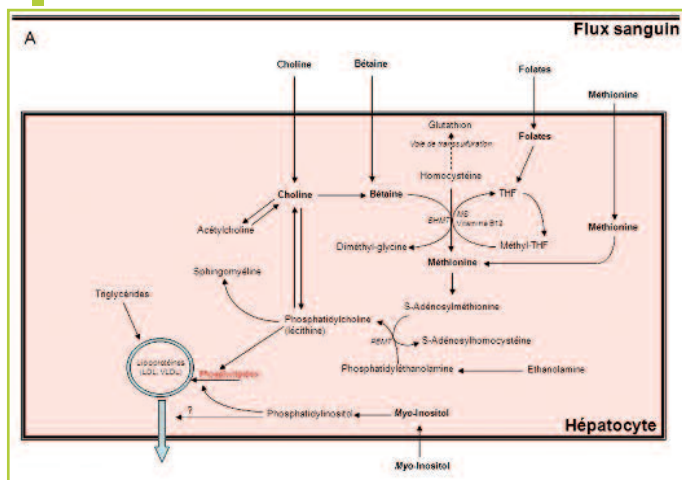 Flux sanguin
A
Choline
Bétaine
Folates
Méthionine
Glutathion
Voie de transsulfuration
Folates
Homocystéine
Choline
Bétaine
THF
BHMT
MS
Vitamine B12
Acétylcholine
Diméthyl-glycine
Méthyl-THF
Méthionine
Méthionine
Sphingomyéline
Triglycérides
S-Adénosylméthionine
Phosphatidylcholine
(lécithine)
S-Adénosylhomocystéine
Lipoprotéines
(LDL, VLDL)
Phospholipides
Phosphatidyléthanolamine
Ethanolamine
?
Phosphatidylinositol
Myo-Inositol
Hépatocyte
Myo-Inositol